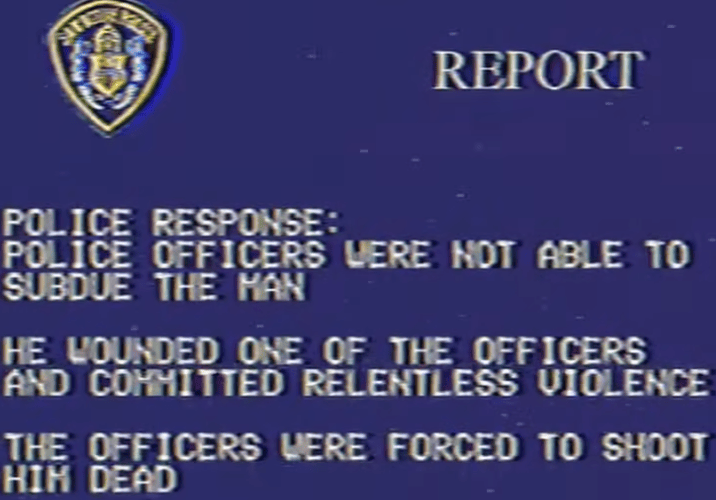 REPORT
POLICE RESPONSE:
POLICE OFFICERS WERE NOT ABLE TO
SUBDUE THE MAN
HE WOUNDED ONE OF THE OFFICERS
AND COMMITTED RELENTLESS VIOLENCE
THE OFFICERS WERE FORCED TO SHOOT
HIM DEAD